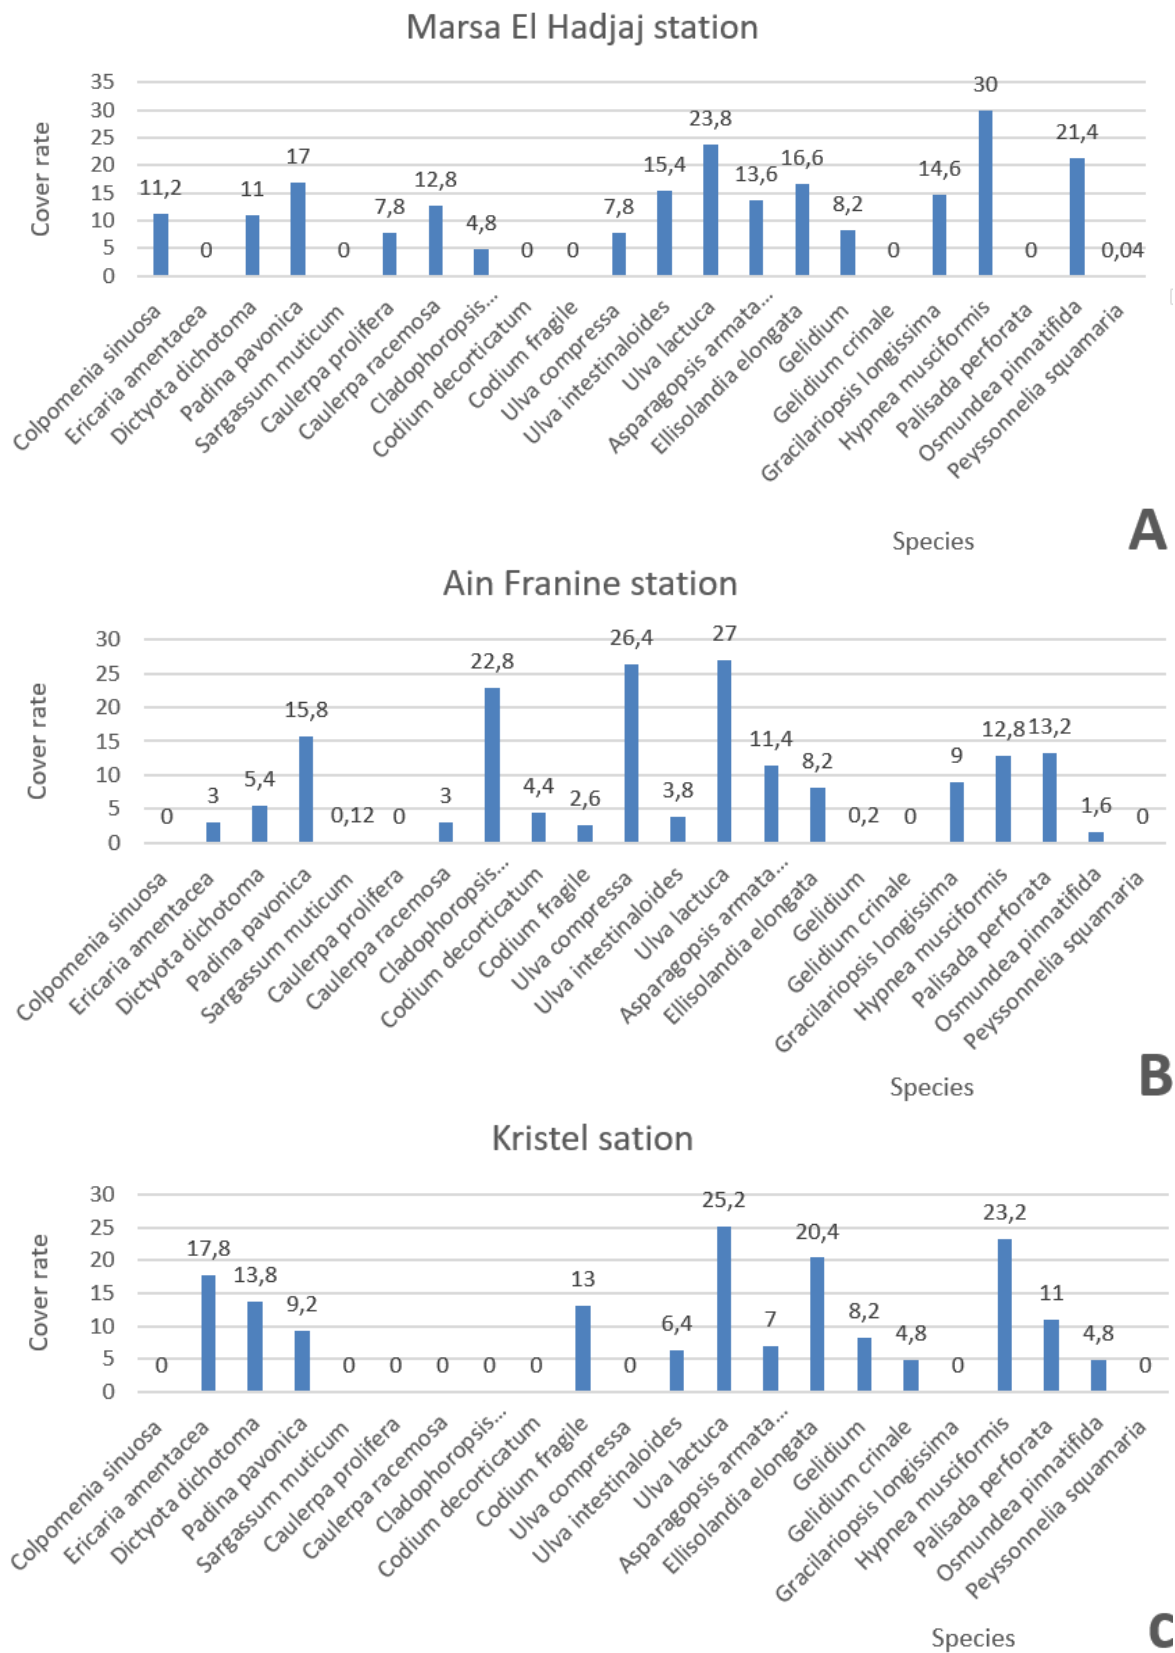 Marsa El Hadjaj station
Cover rate
35
30
25
20
15
10
5
0
11,2
0
11
17
0
7,8
12,8
4,8
0
0
7,8
15,4
23,8
13,6
16,6
8,2
0
14,6
30
0
21,4
0,04
Colpomenia sinuosa
Ericaria amentacea
Dictyota dichotoma
Padina pavonica
Sargassum muticum
Caulerpa prolifera
Caulerpa racemosa
Cladophoropsis...
Codium decorticatum
Codium fragile
Ulva compressa
Ulva intestinaloides
Ulva lactuca
Asparagopsis armata...
Ellisolandia elongata
Gelidium
Gelidium crinale
Gracilariopsis longissima
Hypnea musciformis
Palisada perforata
Osmundea pinnatifida
Peyssonnelia squamaria
Species
A
Ain Franine station
Cover rate
30
25
20
15
10
5
0
0
3
5,4
15,8
0,12
0
3
22,8
4,4
2,6
26,4
3,8
27
11,4
8,2
0,2
0
9
12,8
13,2
1,6
0
Colpomenia sinuosa
Ericaria amentacea
Dictyota dichotoma
Padina pavonica
Sargassum muticum
Caulerpa prolifera
Caulerpa racemosa
Cladophoropsis...
Codium decorticatum
Codium fragile
Ulva compressa
Ulva intestinaloides
Ulva lactuca
Asparagopsis armata...
Ellisolandia elongata
Gelidium
Gelidium crinale
Gracilariopsis longissima
Hypnea musciformis
Palisada perforata
Osmundea pinnatifida
Peyssonnelia squamaria
Species
B
Kristel sation
Cover rate
30
25
20
15
10
5
0
0
17,8
13,8
9,2
0
0
0
0
0
13
0
6,4
25,2
7
20,4
8,2
4,8
0
23,2
11
4,8
0
Colpomenia sinuosa
Ericaria amentacea
Dictyota dichotoma
Padina pavonica
Sargassum muticum
Caulerpa prolifera
Caulerpa racemosa
Cladophoropsis...
Codium decorticatum
Codium fragile
Ulva compressa
Ulva intestinaloides
Ulva lactuca
Asparagopsis armata...
Ellisolandia elongata
Gelidium
Gelidium crinale
Gracilariopsis longissima
Hypnea musciformis
Palisada perforata
Osmundea pinnatifida
Peyssonnelia squamaria
Species
c